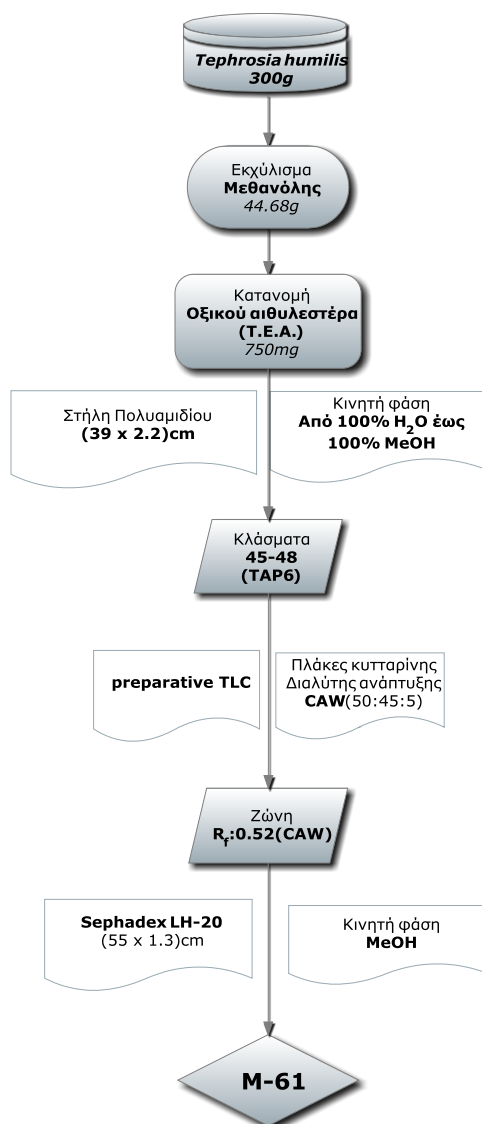 Tephrosia humilis
300g
Εκχύλισμα
Μεθανόλης
44.68g
Κατανομή
Οξικού αιθυλεστέρα
(T.E.A.)
750mg
Στήλη Πολυαμιδίου
(39 x 2.2)cm
Κινητή φάση
Από 100% H₂O έως
100% MeOH
Κλάσματα
45-48
(TAP6)
preparative TLC
Πλάκες κυτταρίνης
Διαλύτης ανάπτυξης
CAW(50:45:5)
Ζώνη
Rf:0.52(CAW)
Sephadex LH-20
(55 x 1.3)cm
Κινητή φάση
MeOH
M-61